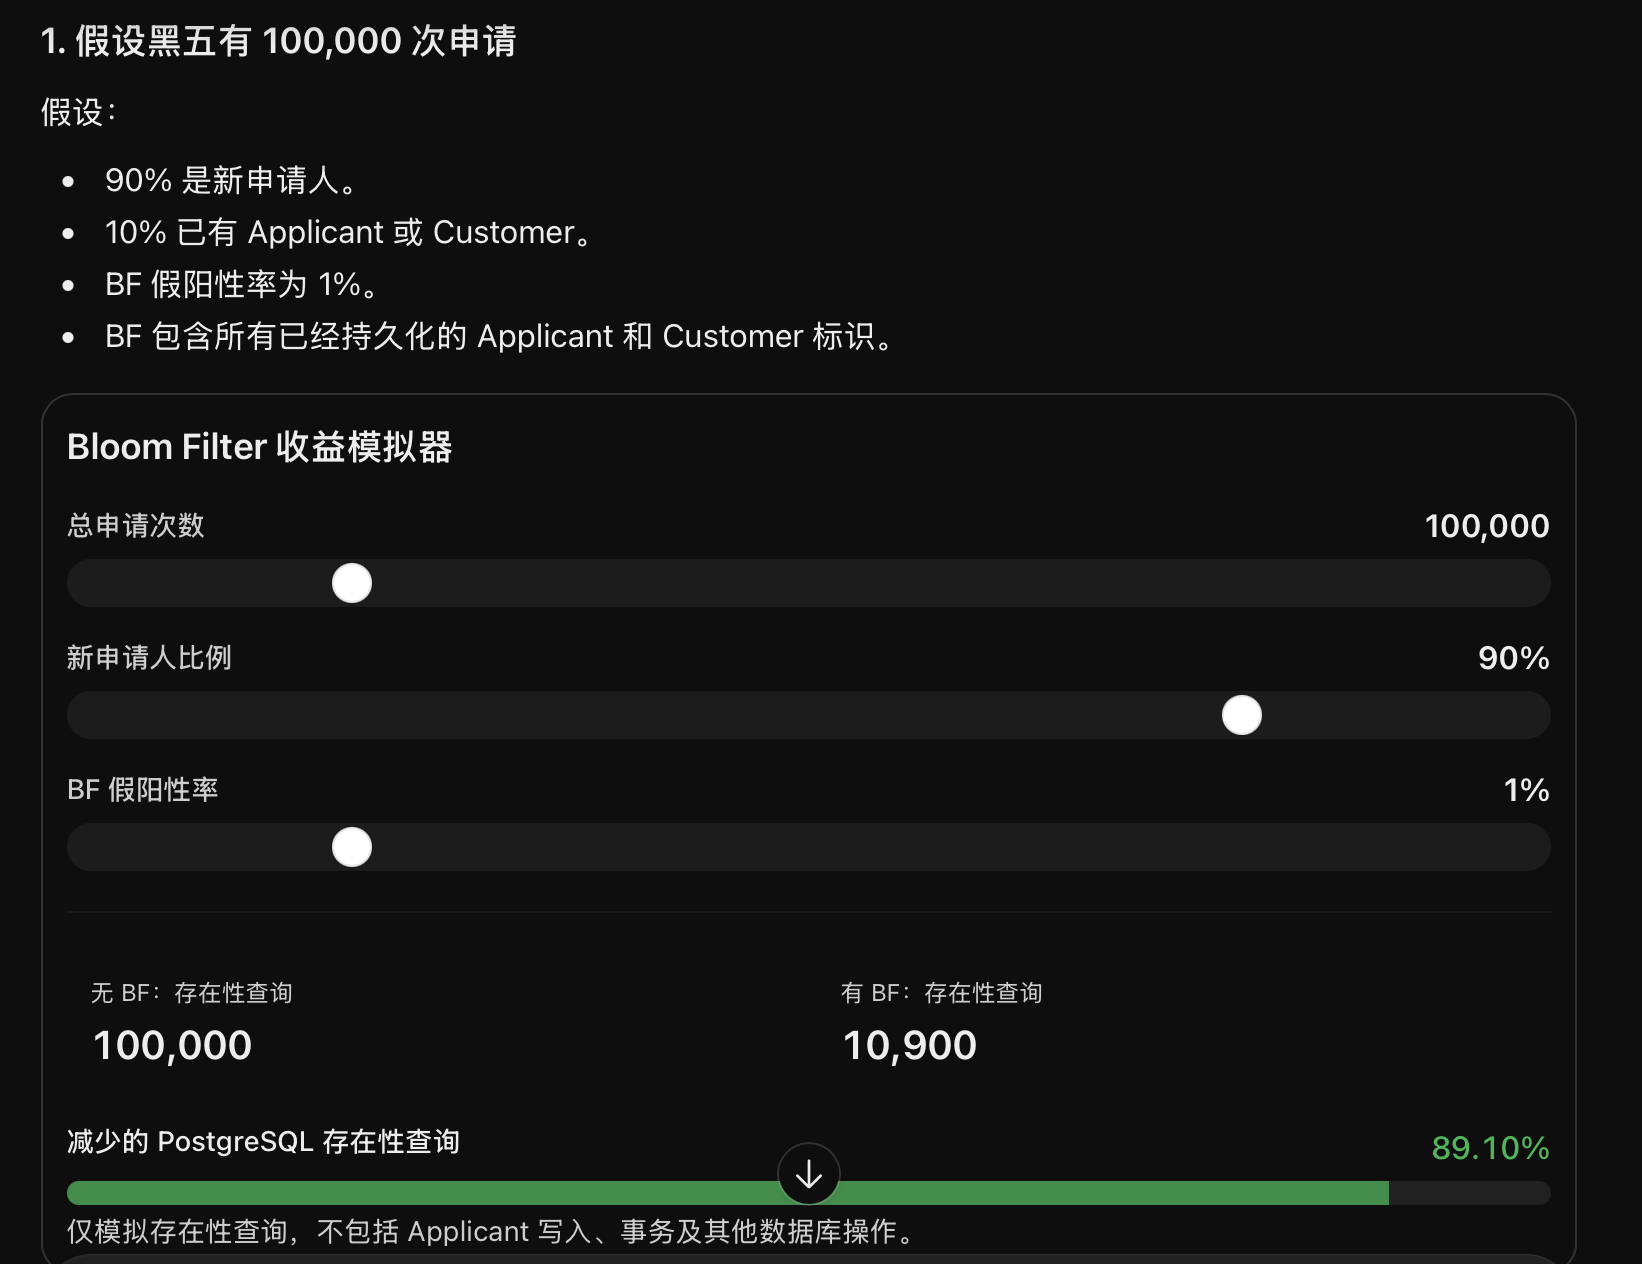 1. 假设黑五有 100,000 次申请
假设：
• 90% 是新申请人。
• 10% 已有 Applicant 或 Customer。
• BF 假阳性率为 1%。
• BF 包含所有已经持久化的 Applicant 和 Customer 标识。
Bloom Filter 收益模拟器
总申请次数 100,000
新申请人比例 90%
BF 假阳性率 1%
无 BF：存在性查询 有 BF：存在性查询
100,000 10,900
减少的 PostgreSQL 存在性查询 89.10%
仅模拟存在性查询，不包括 Applicant 写入、事务及其他数据库操作。